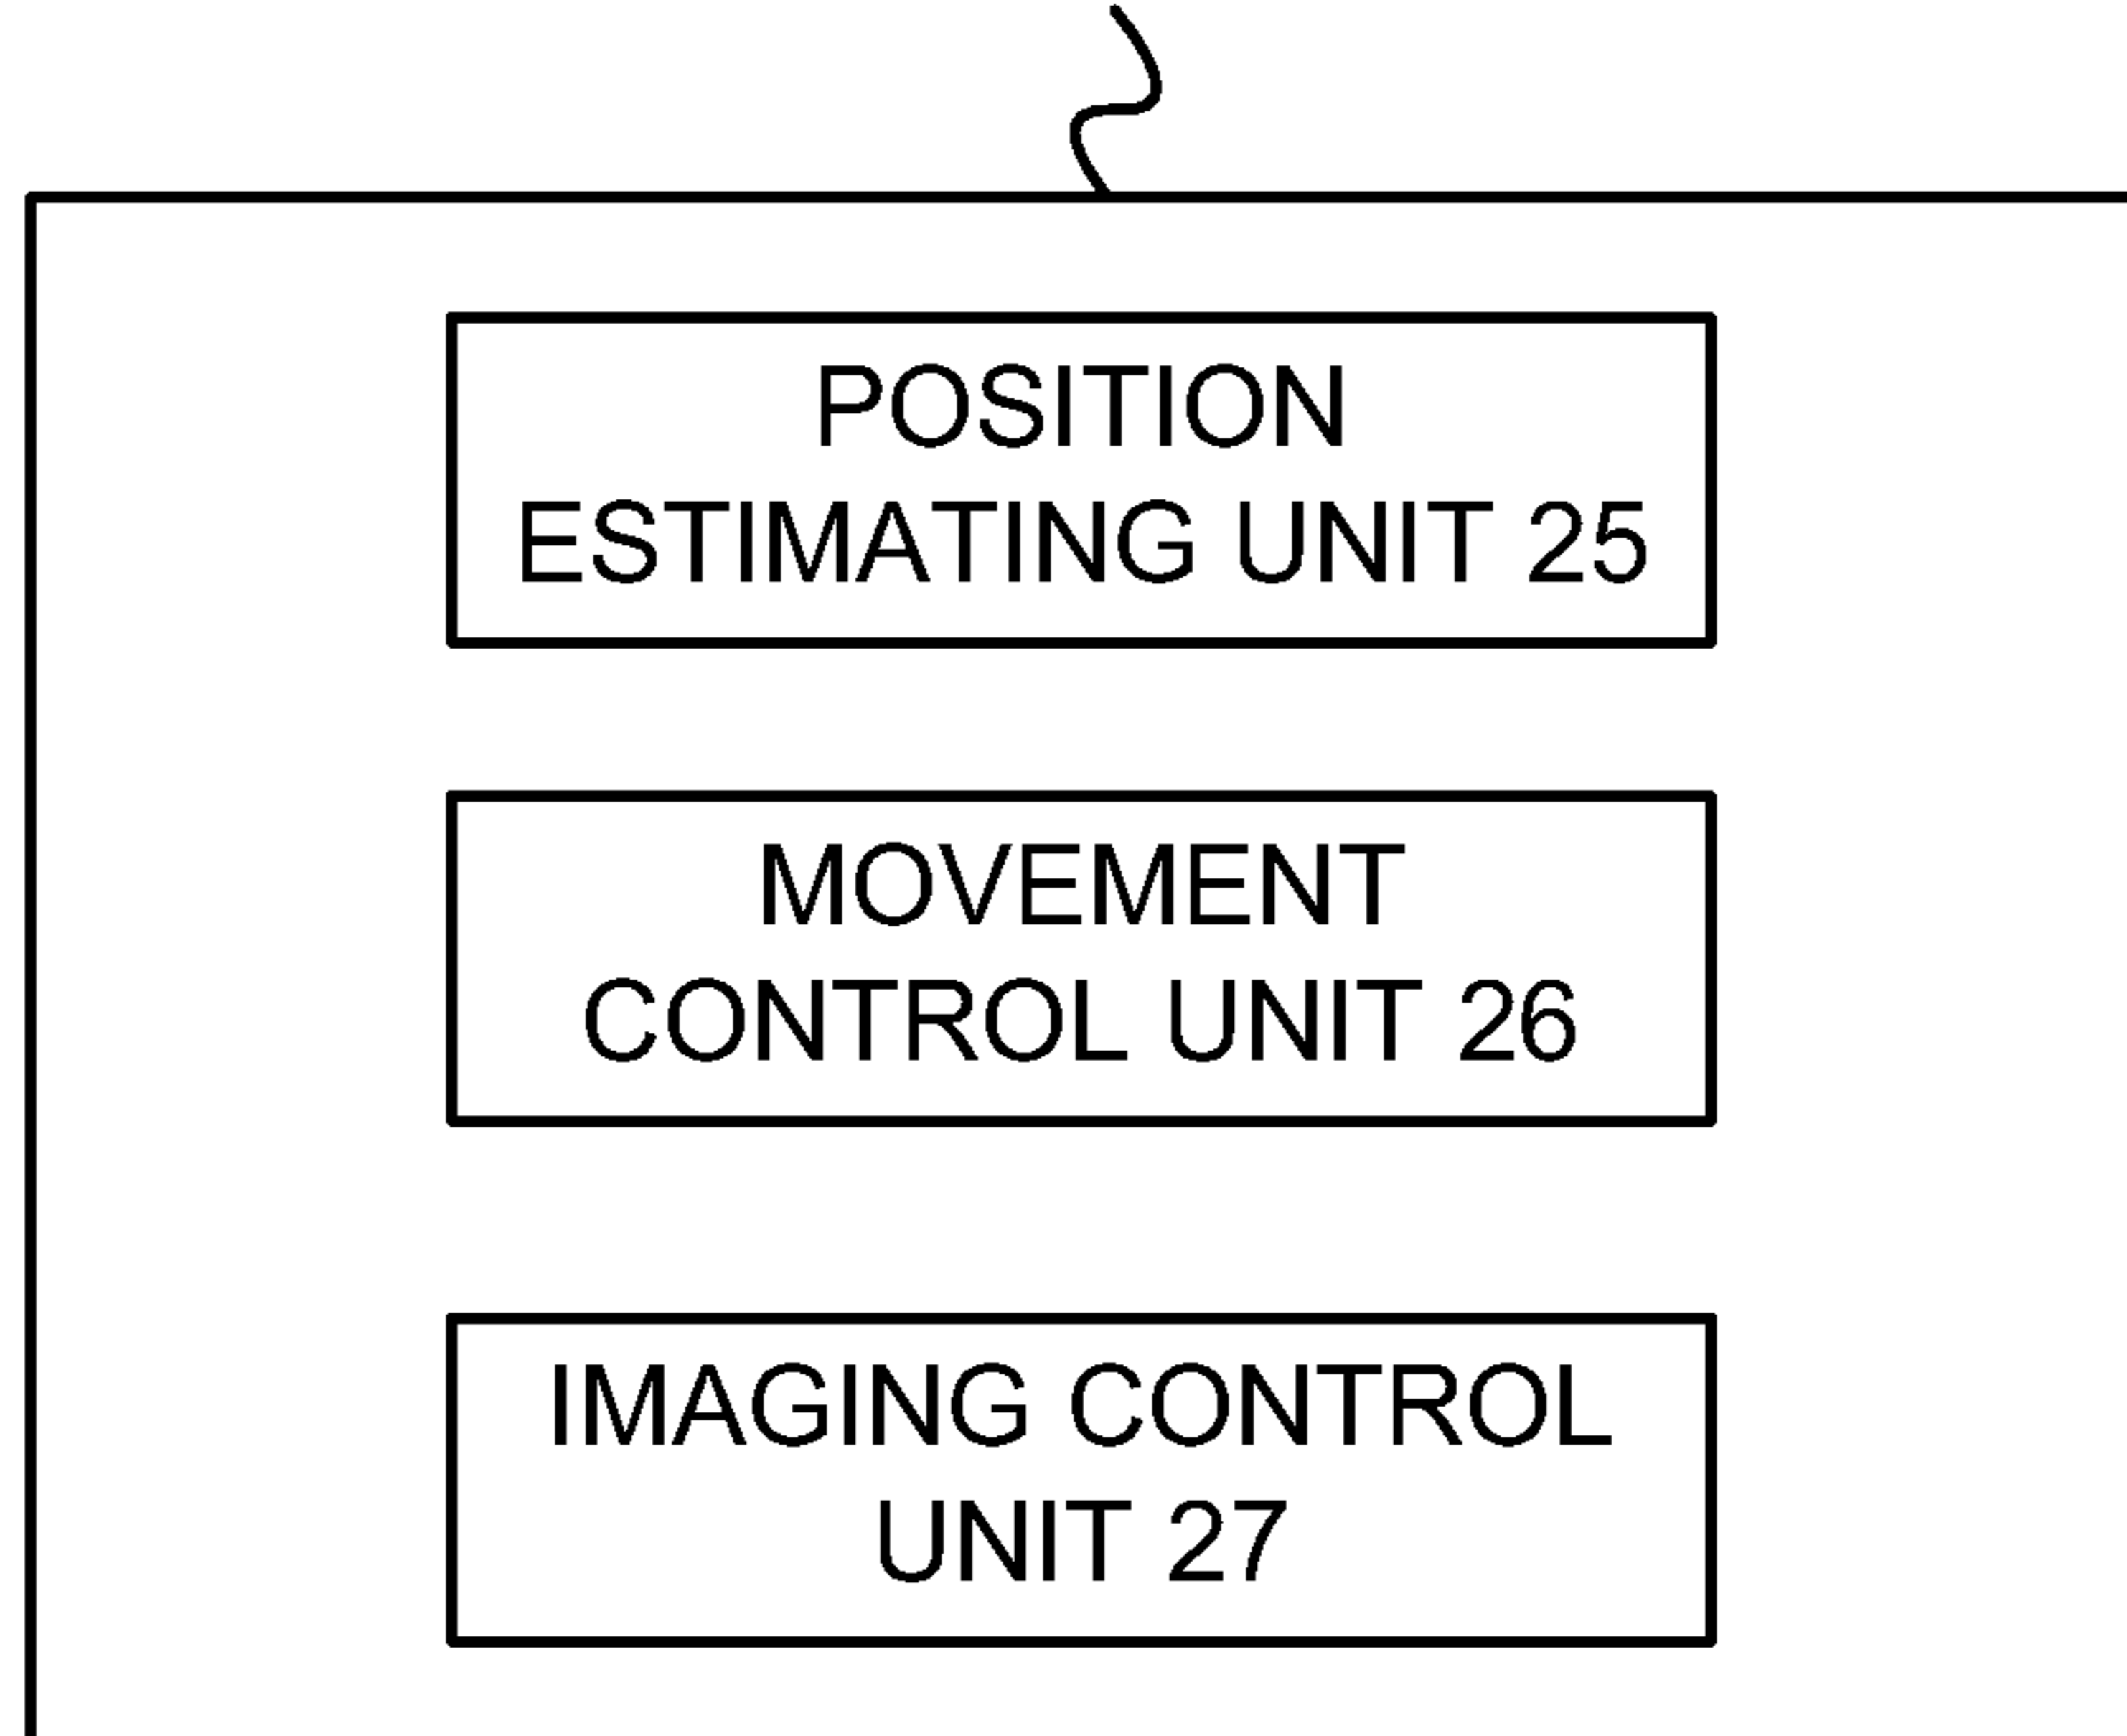 POSITION
ESTIMATING UNIT 25
MOVEMENT
CONTROL UNIT 26
IMAGING CONTROL
UNIT 27